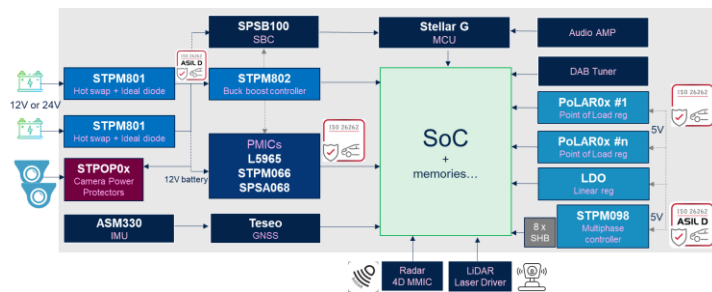 SPSB100
SBC
Stellar G
MCU
Audio AMP
ISO 26262
ASIL D
DAB Tuner
STPM801
Hot swap + Ideal diode
STPM802
Buck boost controller
12V or 24V
PoLAR0x #1
Point of Load reg
ISO 26262
5V
STPM801
Hot swap + Ideal diode
ISO 26262
SoC
+
memories...
PoLAR0x #n
Point of Load reg
PMICs
L5965
STPM066
SPSA068
STPOP0x
Camera Power
Protectors
12V battery
LDO
Linear reg
ISO 26262
ASIL D
5V
STPM098
Multiphase
controller
8 x
SHB
ASM330
IMU
Teseo
GNSS
Radar
4D MMIC
LiDAR
Laser Driver